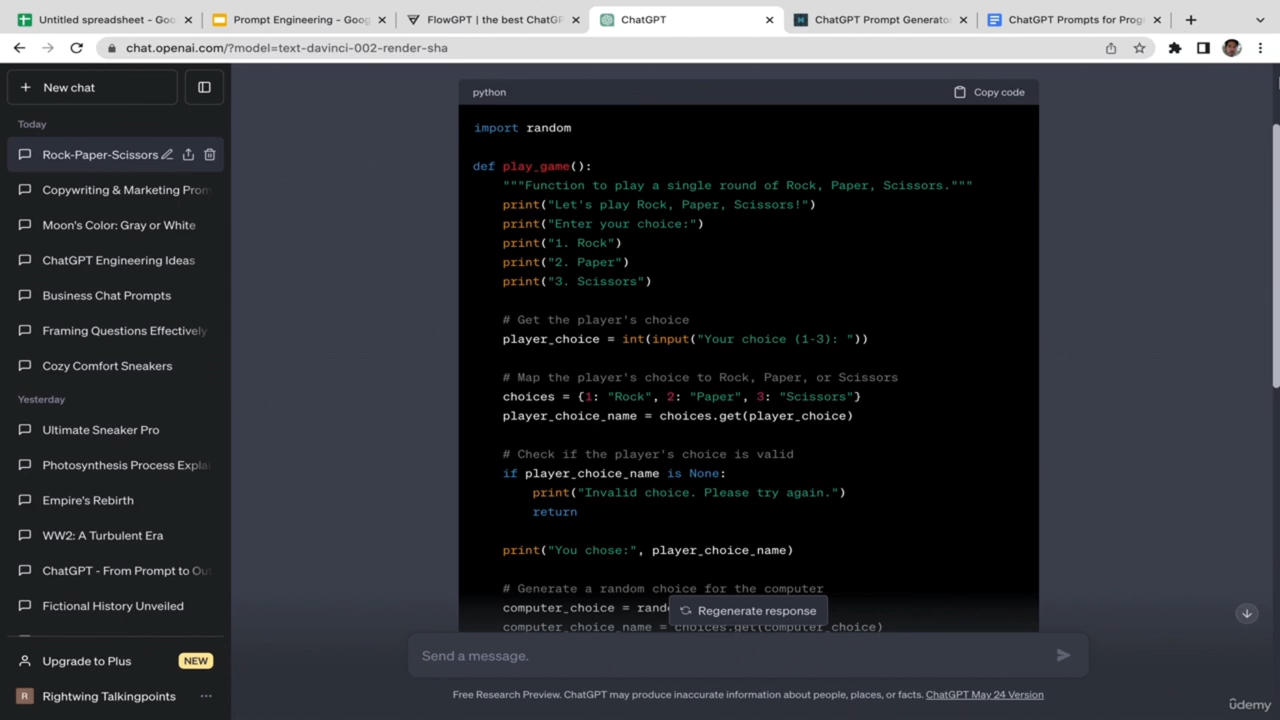 Untitled spreadsheet - Goo
Prompt Engineering - Goog
FlowGPT | the best ChatGP
ChatGPT
ChatGPT Prompt Generato
ChatGPT Prompts for Prog
chat.openai.com/?model=text-davinci-002-render-sha
New chat
Today
Rock-Paper-Scissors
Copywriting & Marketing Prom
Moon's Color: Gray or White
ChatGPT Engineering Ideas
Business Chat Prompts
Framing Questions Effectively
Cozy Comfort Sneakers
Yesterday
Ultimate Sneaker Pro
Photosynthesis Process Expla
Empire's Rebirth
WW2: A Turbulent Era
ChatGPT - From Prompt to Ou
Fictional History Unveiled
Upgrade to Plus NEW
R Rightwing Talkingpoints ...
python Copy code
import random
def play_game():
"""Function to play a single round of Rock, Paper, Scissors."""
print("Let's play Rock, Paper, Scissors!")
print("Enter your choice:")
print("1. Rock")
print("2. Paper")
print("3. Scissors")
# Get the player's choice
player_choice = int(input("Your choice (1-3): "))
# Map the player's choice to Rock, Paper, or Scissors
choices = {1: "Rock", 2: "Paper", 3: "Scissors"}
player_choice_name = choices.get(player_choice)
# Check if the player's choice is valid
if player_choice_name is None:
print("Invalid choice. Please try again.")
return
print("You chose:", player_choice_name)
# Generate a random choice for the computer
computer_choice = rand
Regenerate response
computer_choice_name = choices.get(computer_choice)
Send a message.
Free Research Preview. ChatGPT may produce inaccurate information about people, places, or facts. ChatGPT May 24 Version
ûdemy